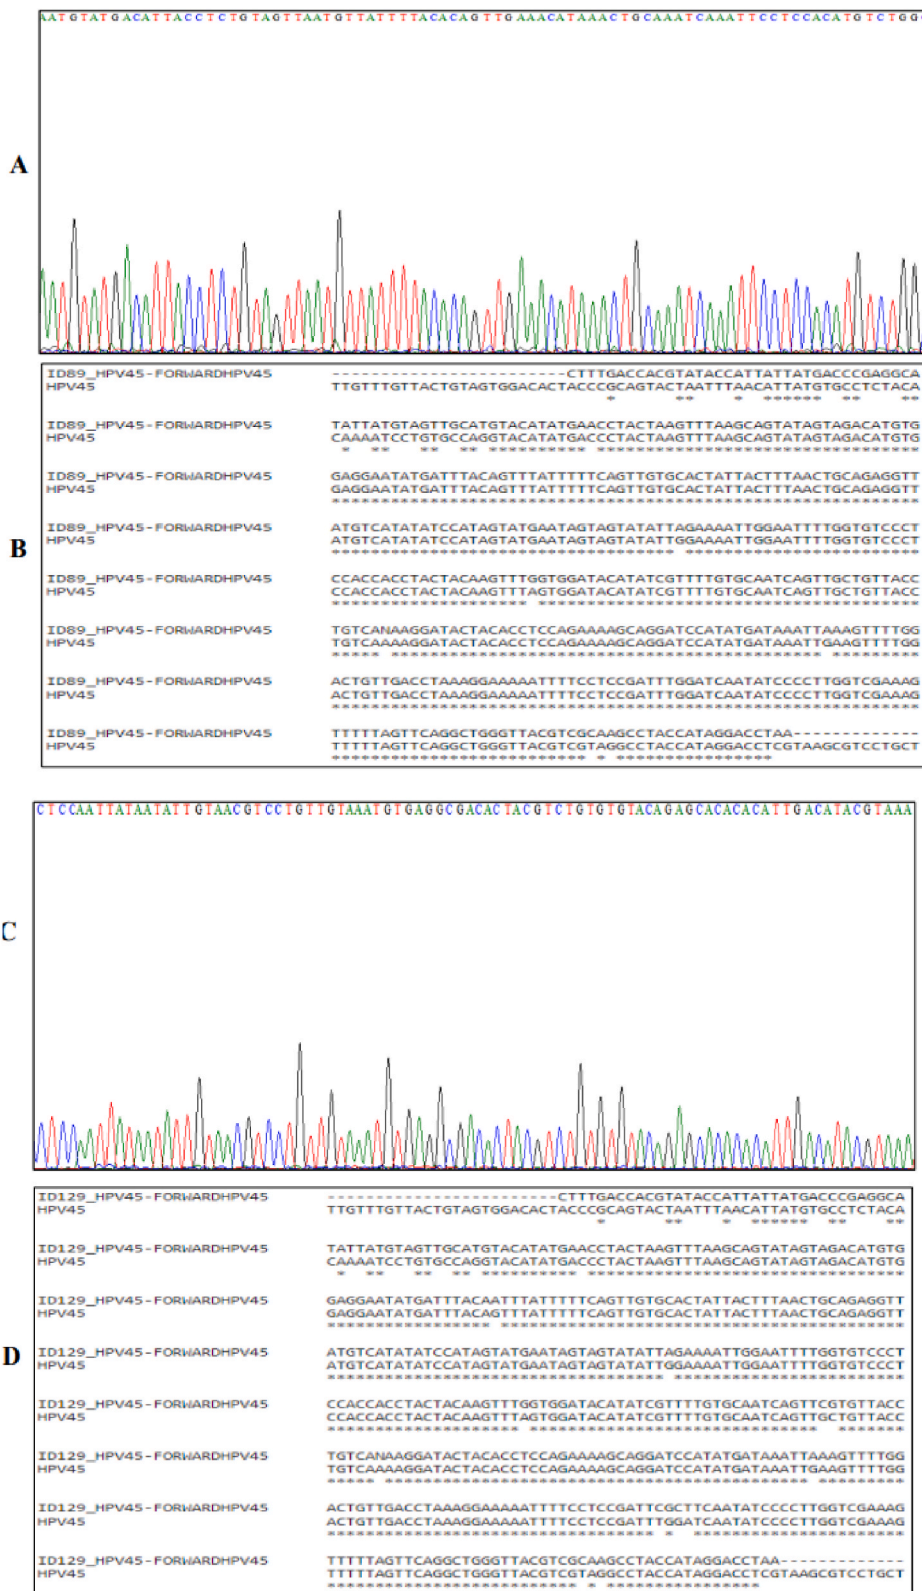 AATGTATGACATTACCTCTGTAGTTAATGTTATTTTACACAGTTGAAACATAAACTGCAAATCAAATTCCTCCACATGTCTGG
A
ID89_HPV45-FORWARDHPV45 -------------------------CTTTGACCACGTATACCATTATTATGACCCGAGGCA
HPV45 TTGTTTGTTACTGTAGTGGACACTACCCGCAGTACTAATTTAACATTATGTGCCTCTACA
* ** * ****** ** **
ID89_HPV45-FORWARDHPV45 TATTATGTAGTTGCATGTACATATGAACCTACTAAGTTTAAGCAGTATAGTAGACATGTG
HPV45 CAAAATCCTGTGCCAGGTACATATGACCCTACTAAGTTTAAGCAGTATAGTAGACATGTG
* ** ** ** ********** *********************************
ID89_HPV45-FORWARDHPV45 GAGGAATATGATTTACAGTTTATTTTTCAGTTGTGCACTATTACTTTAACTGCAGAGGTT
HPV45 GAGGAATATGATTTACAGTTTATTTTTCAGTTGTGCACTATTACTTTAACTGCAGAGGTT
************************************************************
B
ID89_HPV45-FORWARDHPV45 ATGTCATATATCCATAGTATGAATAGTAGTATATTAGAAAATTGGAATTTTGGTGTCCCT
HPV45 ATGTCATATATCCATAGTATGAATAGTAGTATATTGGAAAATTGGAATTTTGGTGTCCCT
*********************************** ************************
ID89_HPV45-FORWARDHPV45 CCACCACCTACTACAAGTTTGGTGGATACATATCGTTTTGTGCAATCAGTTGCTGTTACC
HPV45 CCACCACCTACTACAAGTTTAGTGGATACATATCGTTTTGTGCAATCAGTTGCTGTTACC
******************** ***************************************
ID89_HPV45-FORWARDHPV45 TGTCANAAGGATACTACACCTCCAGAAAAGCAGGATCCATATGATAAATTAAAGTTTTGG
HPV45 TGTCAAAAGGATACTACACCTCCAGAAAAGCAGGATCCATATGATAAATTGAAGTTTTGG
***** ******************************************** *********
ID89_HPV45-FORWARDHPV45 ACTGTTGACCTAAAGGAAAAATTTTCCTCCGATTTGGATCAATATCCCCTTGGTCGAAAG
HPV45 ACTGTTGACCTAAAGGAAAAATTTTCCTCCGATTTGGATCAATATCCCCTTGGTCGAAAG
************************************************************
ID89_HPV45-FORWARDHPV45 TTTTTAGTTCAGGCTGGGTTACGTCGCAAGCCTACCATAGGACCTAA-------------
HPV45 TTTTTAGTTCAGGCTGGGTTACGTCGTAGGCCTACCATAGGACCTCGTAAGCGTCCTGCT
************************** * ****************
CTCCAATTATAATATTGTAACGTCCTGTTGTAAATGTGAGGCGACACTACGTCTGTGTGTACAGAGCACACACATTGACATACGTAAA
C
ID129_HPV45-FORWARDHPV45 -------------------------CTTTGACCACGTATACCATTATTATGACCCGAGGCA
HPV45 TTGTTTGTTACTGTAGTGGACACTACCCGCAGTACTAATTTAACATTATGTGCCTCTACA
* ** * ****** ** **
ID129_HPV45-FORWARDHPV45 TATTATGTAGTTGCATGTACATATGAACCTACTAAGTTTAAGCAGTATAGTAGACATGTG
HPV45 CAAAATCCTGTGCCAGGTACATATGACCCTACTAAGTTTAAGCAGTATAGTAGACATGTG
* ** ** ** ********** *********************************
ID129_HPV45-FORWARDHPV45 GAGGAATATGATTTACAATTTATTTTTCAGTTGTGCACTATTACTTTAACTGCAGAGGTT
HPV45 GAGGAATATGATTTACAGTTTATTTTTCAGTTGTGCACTATTACTTTAACTGCAGAGGTT
***************** ******************************************
D
ID129_HPV45-FORWARDHPV45 ATGTCATATATCCATAGTATGAATAGTAGTATATTAGAAAATTGGAATTTTGGTGTCCCT
HPV45 ATGTCATATATCCATAGTATGAATAGTAGTATATTGGAAAATTGGAATTTTGGTGTCCCT
*********************************** ************************
ID129_HPV45-FORWARDHPV45 CCACCACCTACTACAAGTTTGGTGGATACATATCGTTTTGTGCAATCAGTTCGTGTTACC
HPV45 CCACCACCTACTACAAGTTTAGTGGATACATATCGTTTTGTGCAATCAGTTGCTGTTACC
******************** ****************************** *******
ID129_HPV45-FORWARDHPV45 TGTCANAAGGATACTACACCTCCAGAAAAGCAGGATCCATATGATAAATTAAAGTTTTGG
HPV45 TGTCAAAAGGATACTACACCTCCAGAAAAGCAGGATCCATATGATAAATTGAAGTTTTGG
***** ******************************************** *********
ID129_HPV45-FORWARDHPV45 ACTGTTGACCTAAAGGAAAAATTTTCCTCCGATTCGCTTCAATATCCCCTTGGTCGAAAG
HPV45 ACTGTTGACCTAAAGGAAAAATTTTCCTCCGATTTGGATCAATATCCCCTTGGTCGAAAG
********************************** * **********************
ID129_HPV45-FORWARDHPV45 TTTTTAGTTCAGGCTGGGTTACGTCGCAAGCCTACCATAGGACCTAA-------------
HPV45 TTTTTAGTTCAGGCTGGGTTACGTCGTAGGCCTACCATAGGACCTCGTAAGCGTCCTGCT
************************** * ****************